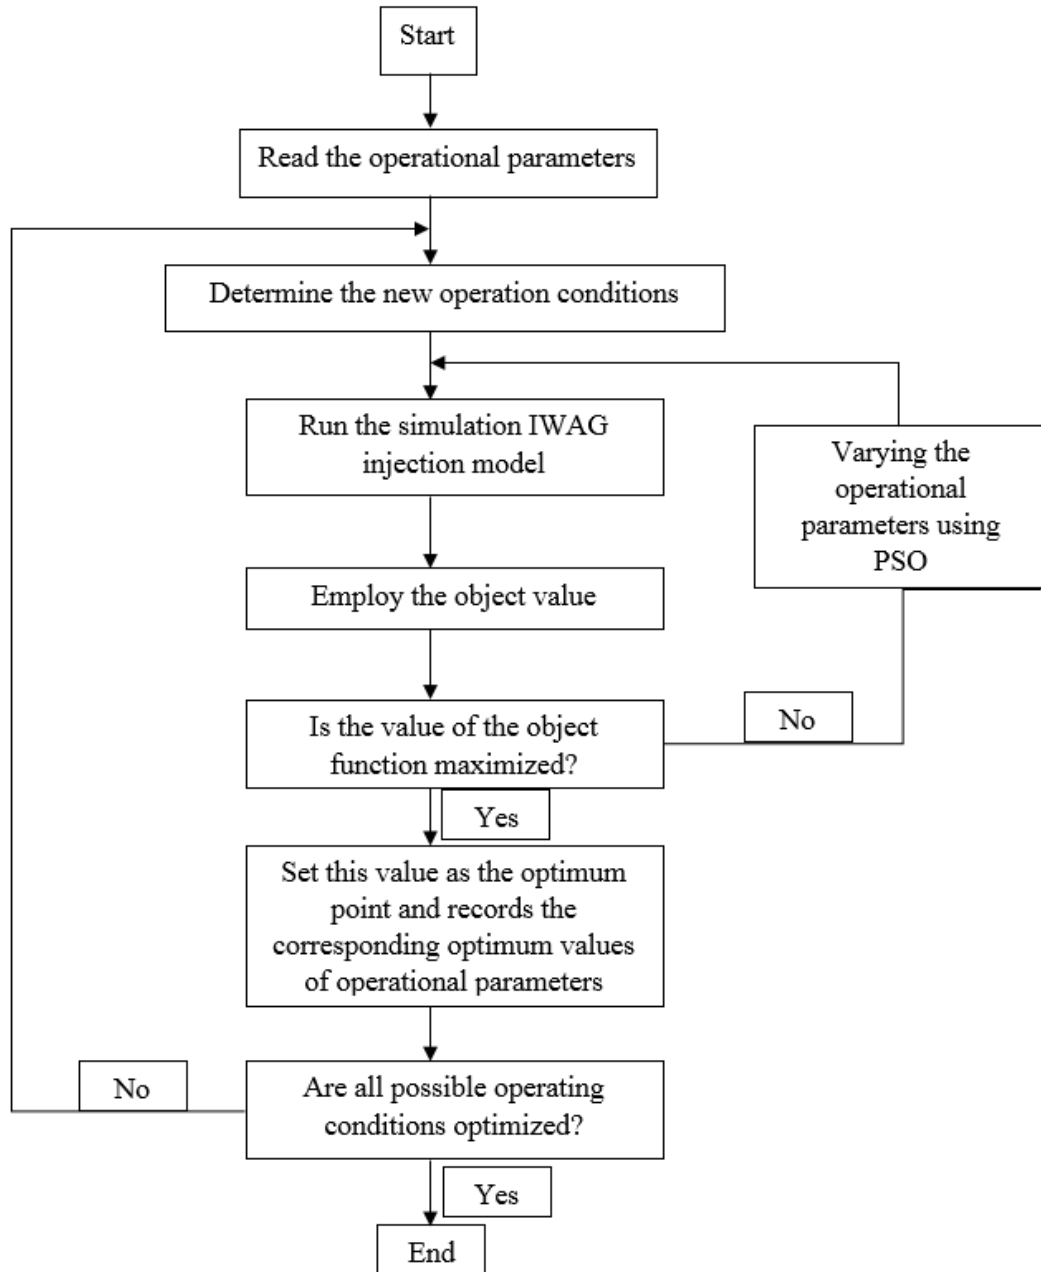 Start
Read the operational parameters
Determine the new operation conditions
Run the simulation IWAG
injection model
Varying the
operational
parameters using
PSO
Employ the object value
Is the value of the object
function maximized?
No
Yes
Set this value as the optimum
point and records the
corresponding optimum values
of operational parameters
Are all possible operating
conditions optimized?
No
Yes
End